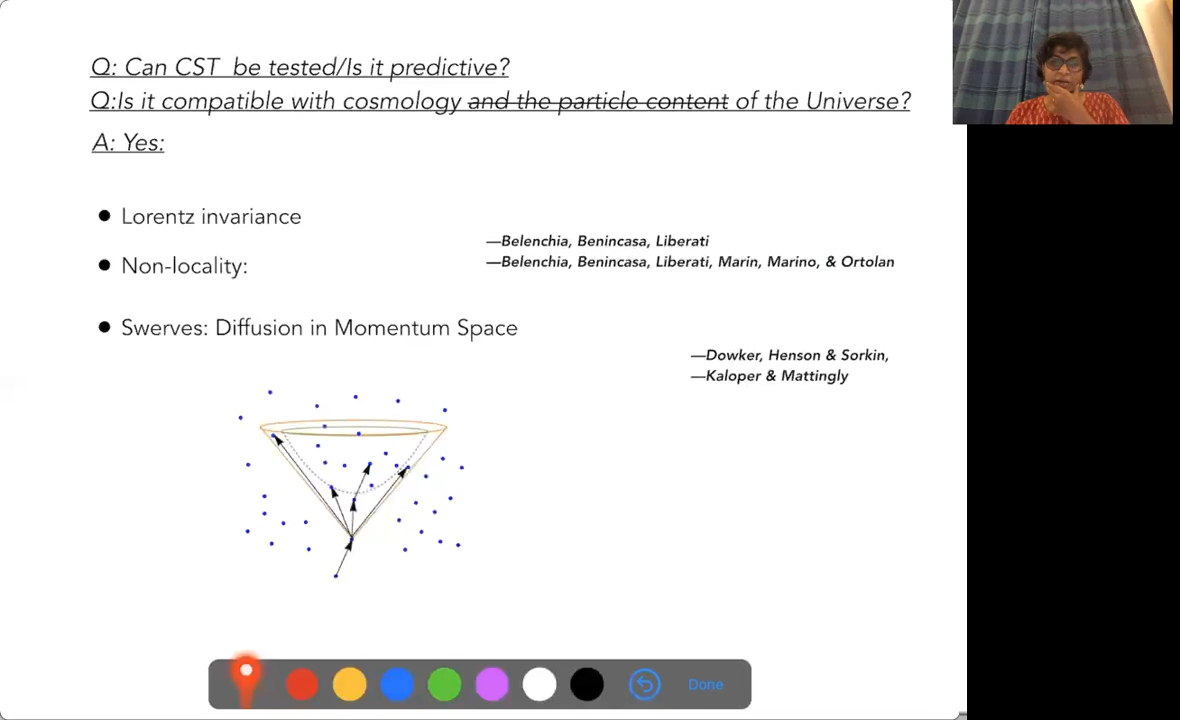 Q: Can CST be tested/Is it predictive?
Q:Is it compatible with cosmology and the particle content of the Universe?
A: Yes:
● Lorentz invariance
—Belenchia, Benincasa, Liberati
● Non-locality:
—Belenchia, Benincasa, Liberati, Marin, Marino, & Ortolan
● Swerves: Diffusion in Momentum Space
—Dowker, Henson & Sorkin,
—Kaloper & Mattingly
Done